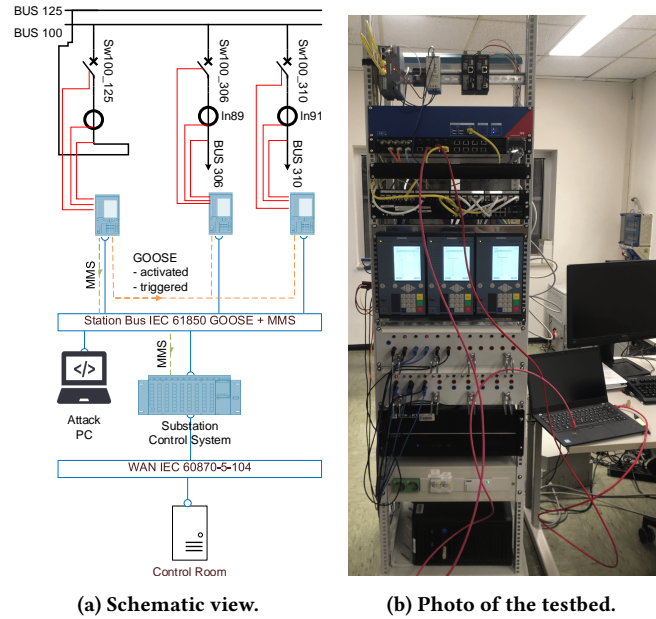 BUS 125
BUS 100
Sw100_125
Sw100_306
Sw100_310
In89
In91
BUS 306
BUS 310
MMS
GOOSE
- activated
- triggered
Station Bus IEC 61850 GOOSE + MMS
MMS
</>
Attack
PC
Substation
Control System
WAN IEC 60870-5-104
Control Room
(a) Schematic view.
(b) Photo of the testbed.